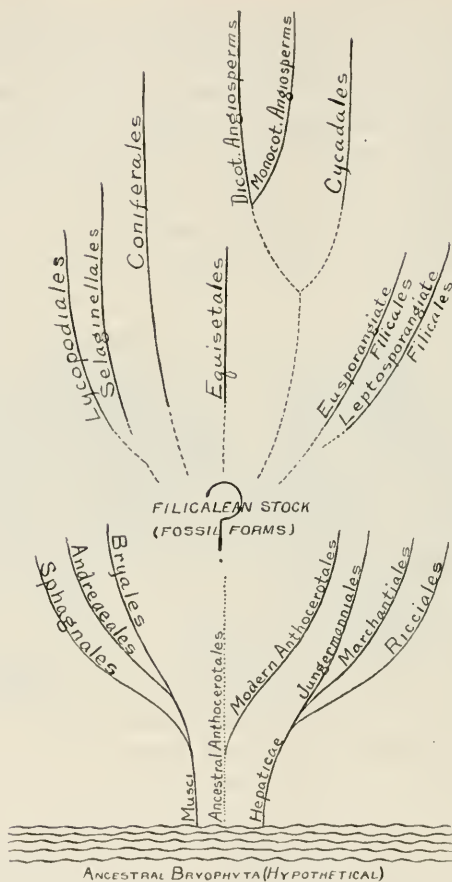 Dicot. Angiosperms
Monocot. Angiosperms
Cycadales
Coniferales
Lycopodiales
Selaginellales
Equisetales
Eusporangiate
Filicales
Leptosporangiate
Filicales
FILICALEAN STOCK
(FOSSIL FORMS)
?
Sphagnales
Andreaeales
Bryales
Musci
Ancestral Anthocerotales
Modern Anthocerotales
Hepaticae
Jungermanniales
Marchantiales
Ricciales
ANCESTRAL BRYOPHYTA (HYPOTHETICAL)